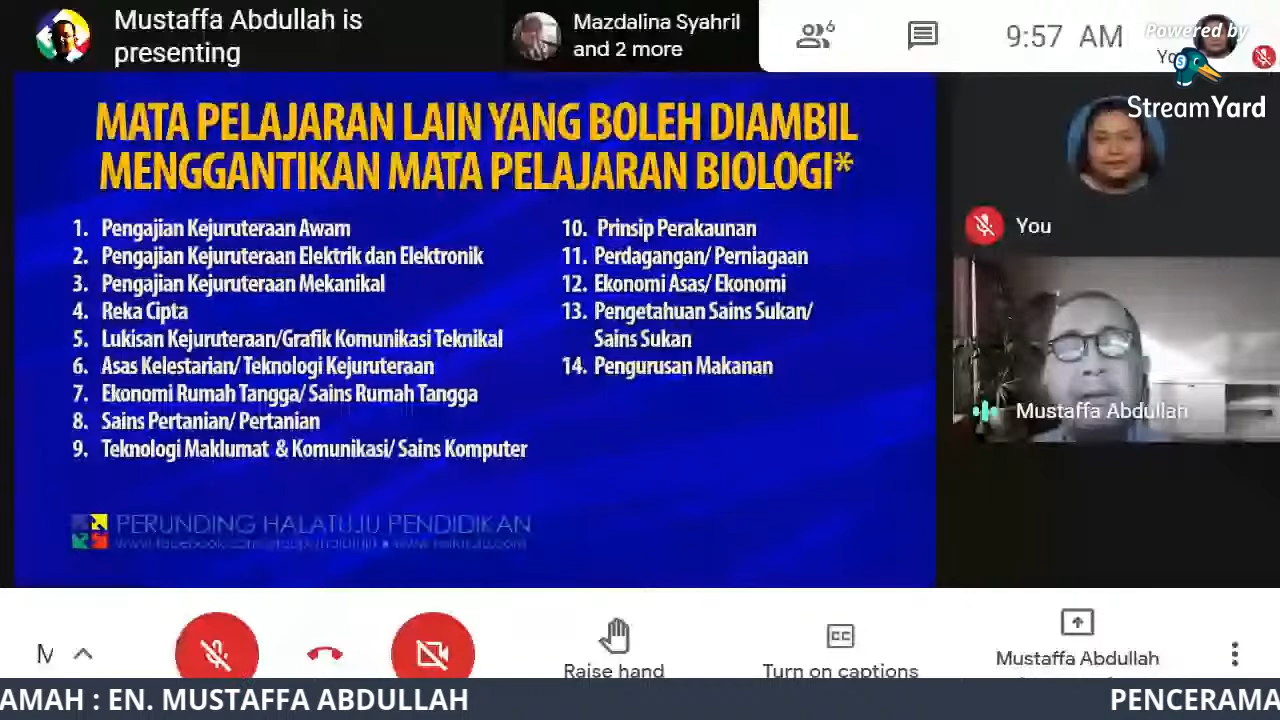 Mustaffa Abdullah is
presenting
Mazdalina Syahril
and 2 more
6
9:57 AM
Powered by
StreamYard
MATA PELAJARAN LAIN YANG BOLEH DIAMBIL
MENGGANTIKAN MATA PELAJARAN BIOLOGI*
1. Pengajian Kejuruteraan Awam
2. Pengajian Kejuruteraan Elektrik dan Elektronik
3. Pengajian Kejuruteraan Mekanikal
4. Reka Cipta
5. Lukisan Kejuruteraan/Grafik Komunikasi Teknikal
6. Asas Kelestarian/ Teknologi Kejuruteraan
7. Ekonomi Rumah Tangga/ Sains Rumah Tangga
8. Sains Pertanian/ Pertanian
9. Teknologi Maklumat & Komunikasi/ Sains Komputer
10. Prinsip Perakaunan
11. Perdagangan/ Perniagaan
12. Ekonomi Asas/ Ekonomi
13. Pengetahuan Sains Sukan/
Sains Sukan
14. Pengurusan Makanan
PERUNDING HALATUJU PENDIDIKAN
You
Mustaffa Abdullah
M
Raise hand
Turn on captions
Mustaffa Abdullah
AMAH : EN. MUSTAFFA ABDULLAH
PENCERAMA